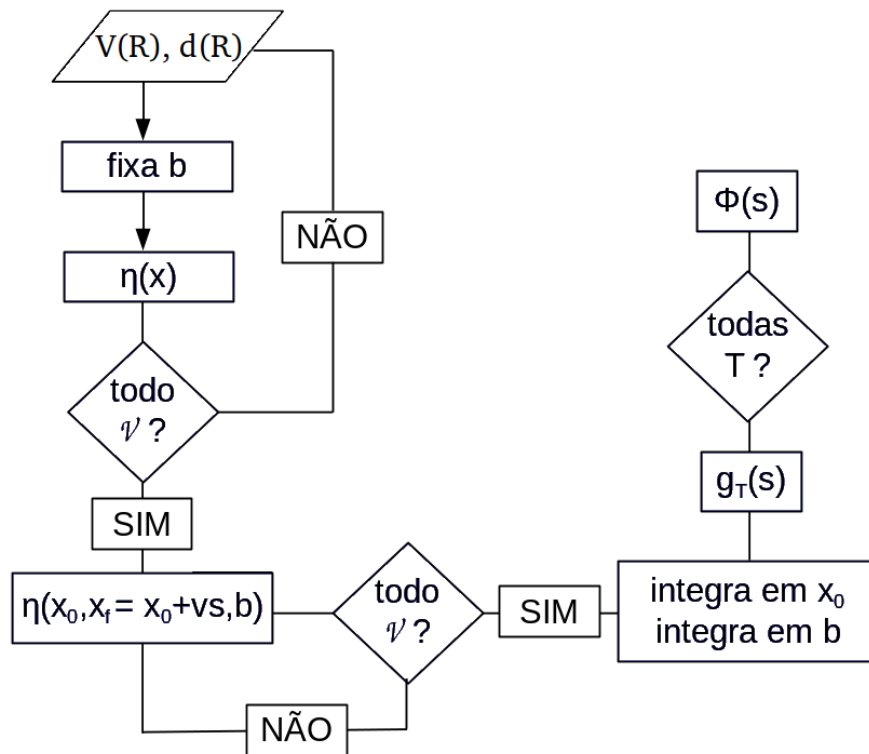 V(R), d(R)
fixa b
η(x)
NÃO
todo
𝒱 ?
SIM
η(x₀,x_f = x₀+vs,b)
todo
𝒱 ?
NÃO
SIM
integra em x₀
integra em b
g_T(s)
todas
T ?
Φ(s)